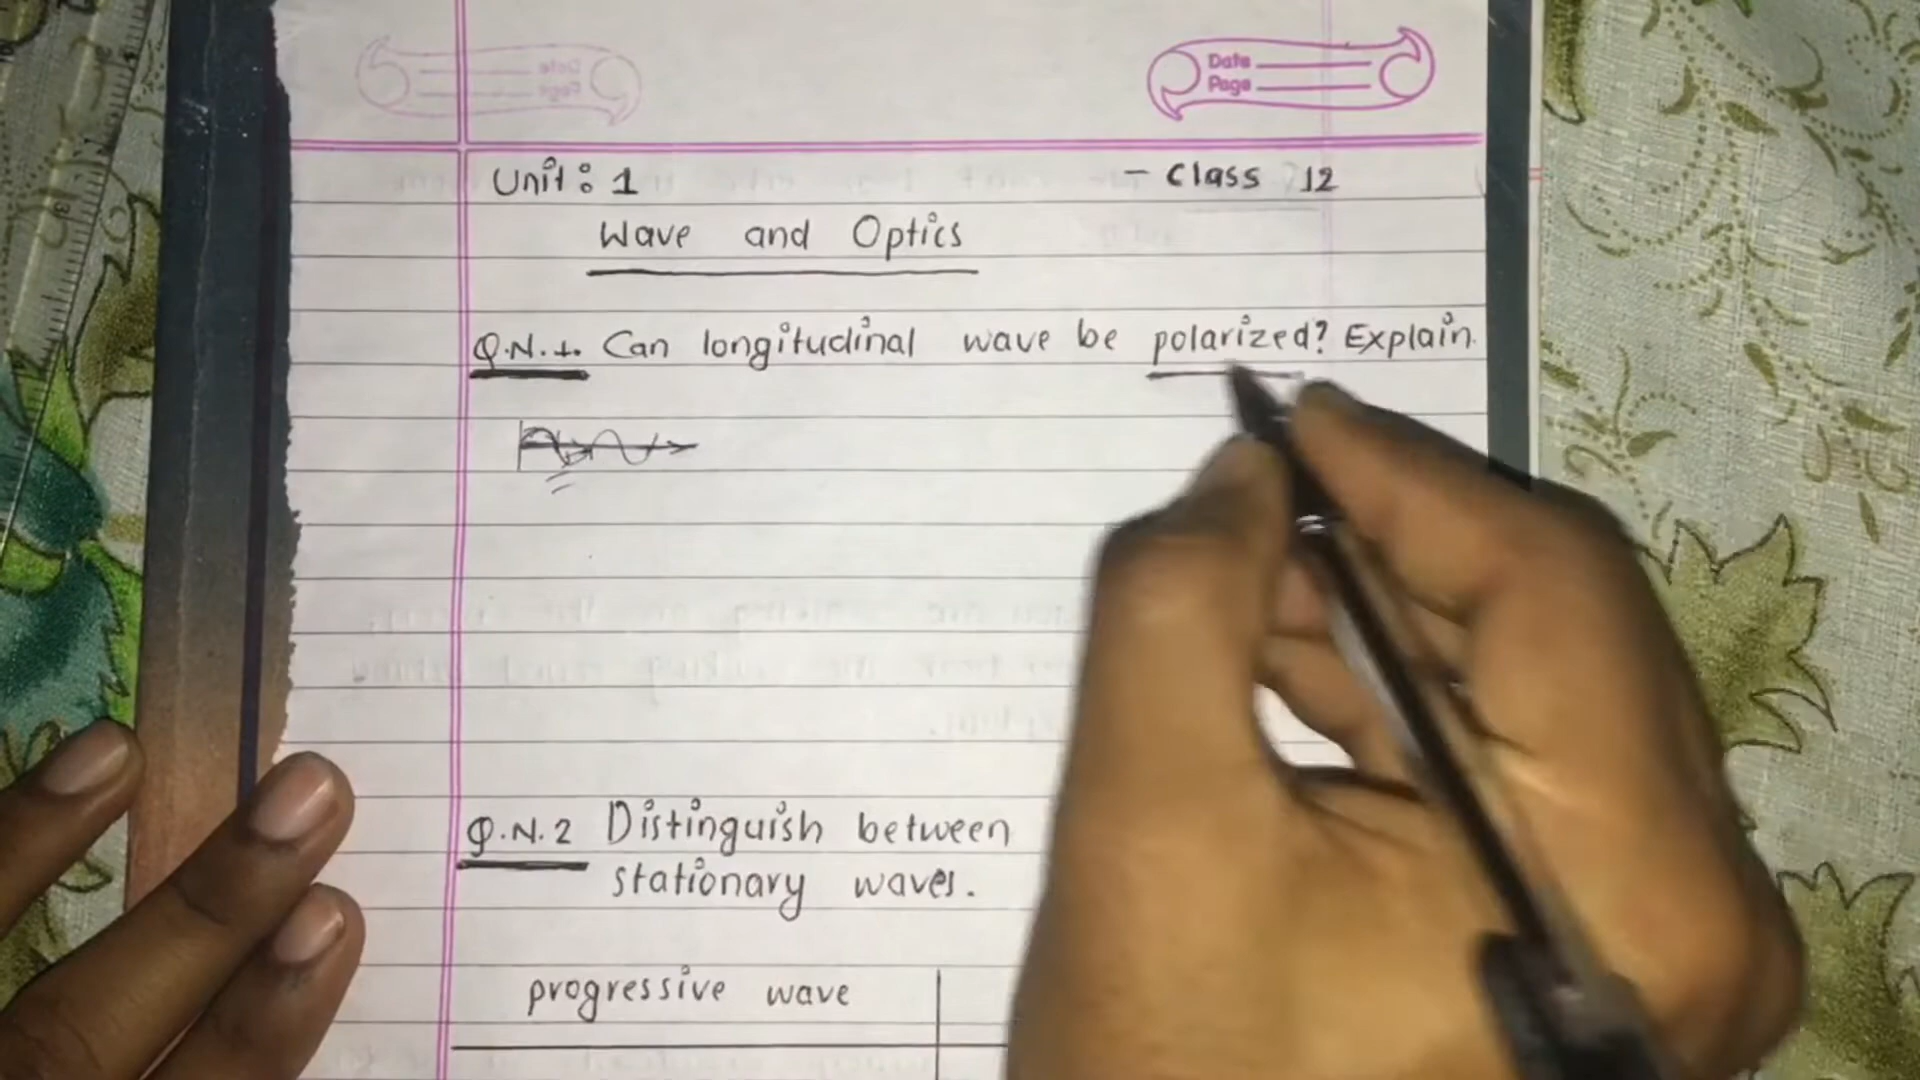 Date
Page
Unit: 1 - Class 12
Wave and Optics
Q.N.1. Can longitudinal wave be polarized? Explain.
Q.N.2 Distinguish between
stationary waves.
progressive wave